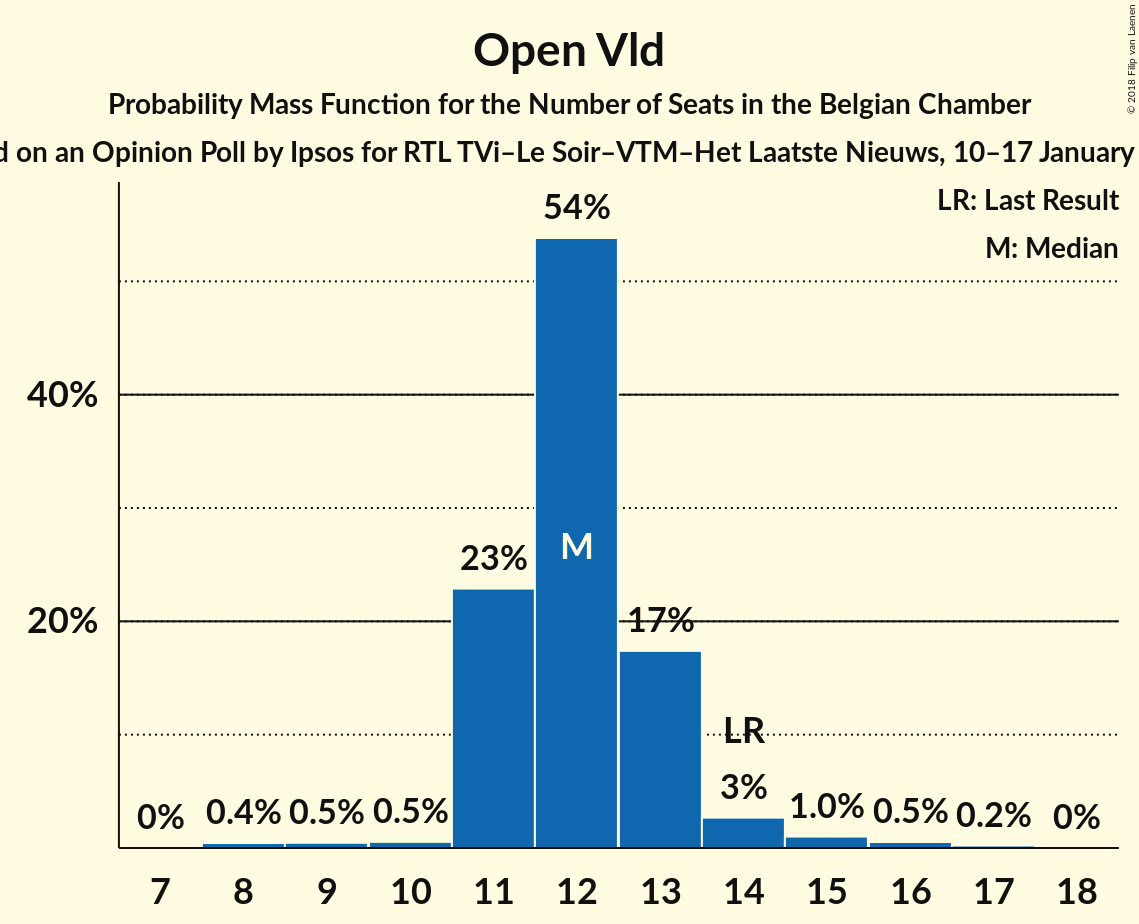 Open Vld
Probability Mass Function for the Number of Seats in the Belgian Chamber
d on an Opinion Poll by Ipsos for RTL TVi–Le Soir–VTM–Het Laatste Nieuws, 10–17 January
© 2018 Filip van Laenen
LR: Last Result
M: Median
54%
40%
M
23%
20%
17%
LR
3%
0% 0.4% 0.5% 0.5% 1.0% 0.5% 0.2% 0%
7 8 9 10 11 12 13 14 15 16 17 18